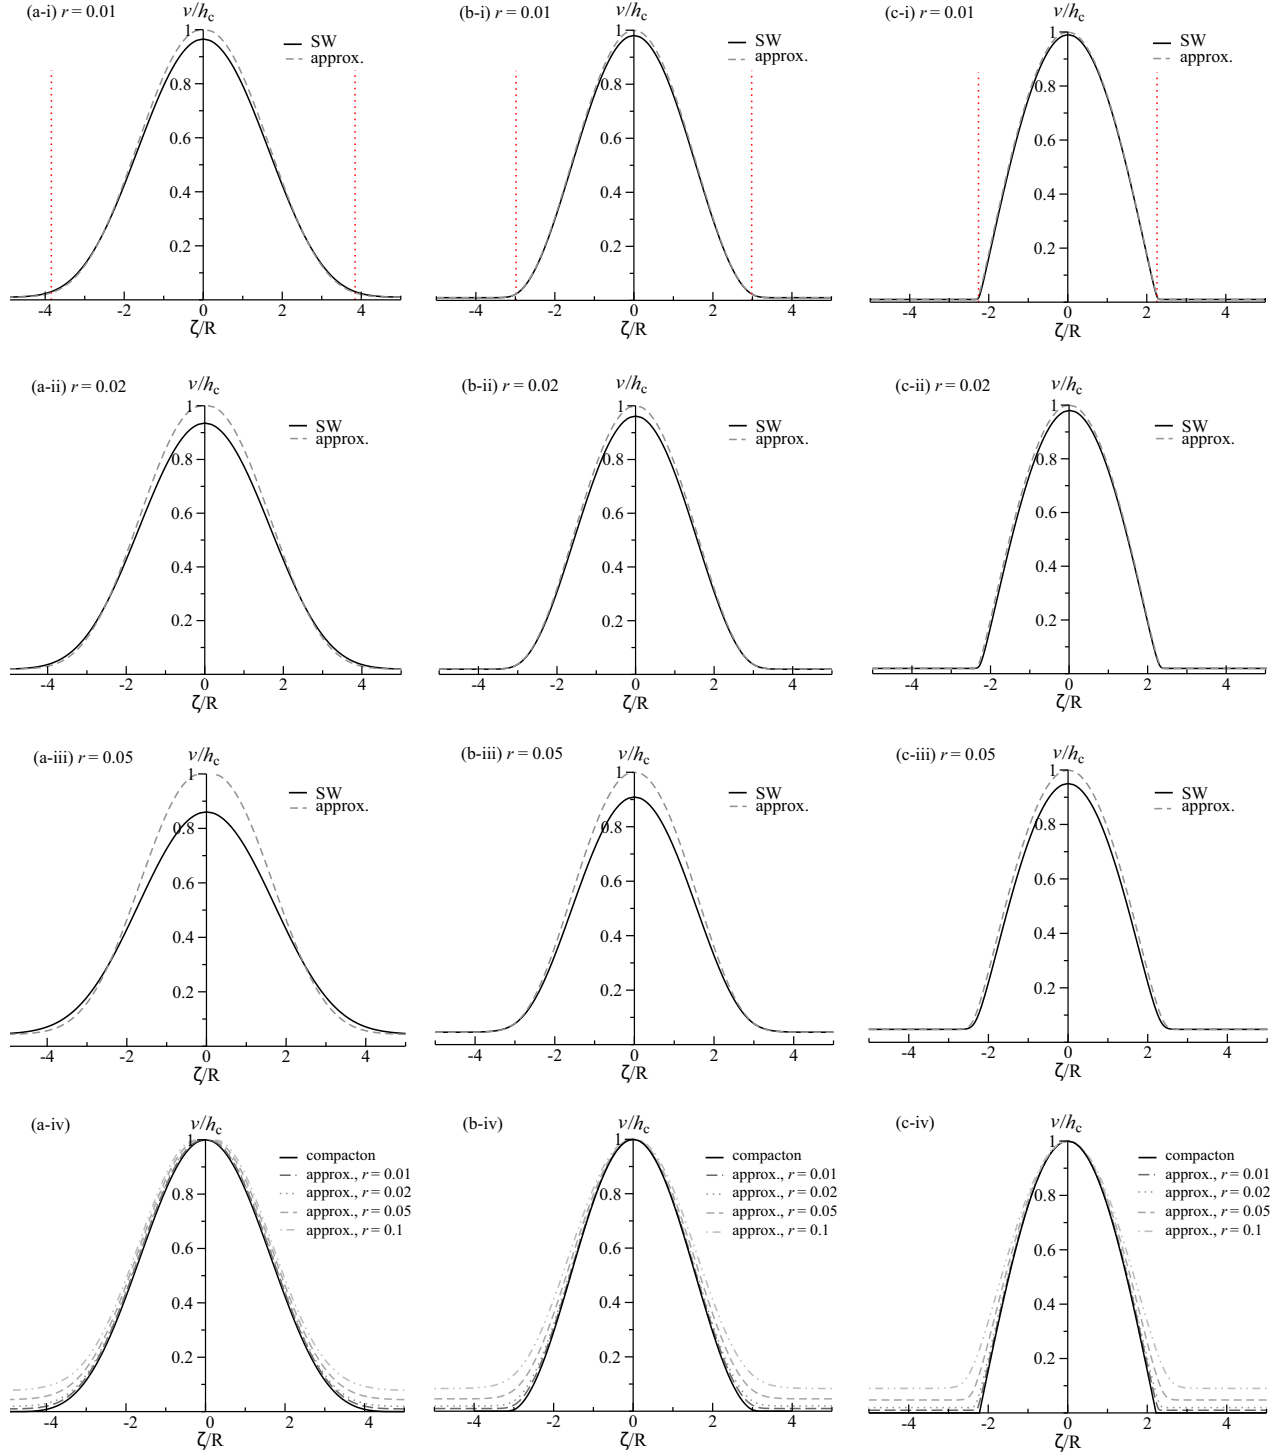 (a-i) r = 0.01
v/hc
1
0.8
0.6
0.4
0.2
SW
approx.
-4 -2 0 2 4
ζ/R
(b-i) r = 0.01
v/hc
1
0.8
0.6
0.4
0.2
SW
approx.
-4 -2 0 2 4
ζ/R
(c-i) r = 0.01
v/hc
1
0.8
0.6
0.4
0.2
SW
approx.
-4 -2 0 2 4
ζ/R
(a-ii) r = 0.02
v/hc
1
0.8
0.6
0.4
0.2
SW
approx.
-4 -2 0 2 4
ζ/R
(b-ii) r = 0.02
v/hc
1
0.8
0.6
0.4
0.2
SW
approx.
-4 -2 0 2 4
ζ/R
(c-ii) r = 0.02
v/hc
1
0.8
0.6
0.4
0.2
SW
approx.
-4 -2 0 2 4
ζ/R
(a-iii) r = 0.05
v/hc
1
0.8
0.6
0.4
0.2
SW
approx.
-4 -2 0 2 4
ζ/R
(b-iii) r = 0.05
v/hc
1
0.8
0.6
0.4
0.2
SW
approx.
-4 -2 0 2 4
ζ/R
(c-iii) r = 0.05
v/hc
1
0.8
0.6
0.4
0.2
SW
approx.
-4 -2 0 2 4
ζ/R
(a-iv)
v/hc
1
0.8
0.6
0.4
0.2
compacton
approx., r = 0.01
approx., r = 0.02
approx., r = 0.05
approx., r = 0.1
-4 -2 0 2 4
ζ/R
(b-iv)
v/hc
1
0.8
0.6
0.4
0.2
compacton
approx., r = 0.01
approx., r = 0.02
approx., r = 0.05
approx., r = 0.1
-4 -2 0 2 4
ζ/R
(c-iv)
v/hc
1
0.8
0.6
0.4
0.2
compacton
approx., r = 0.01
approx., r = 0.02
approx., r = 0.05
approx., r = 0.1
-4 -2 0 2 4
ζ/R